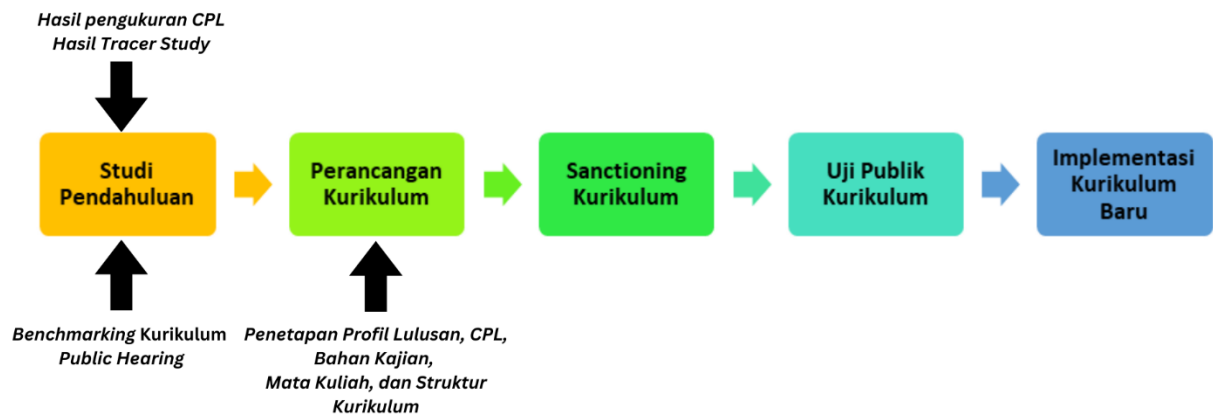 Hasil pengukuran CPL
Hasil Tracer Study
Studi
Pendahuluan
Perancangan
Kurikulum
Sanctioning
Kurikulum
Uji Publik
Kurikulum
Implementasi
Kurikulum
Baru
Benchmarking Kurikulum
Public Hearing
Penetapan Profil Lulusan, CPL,
Bahan Kajian,
Mata Kuliah, dan Struktur
Kurikulum